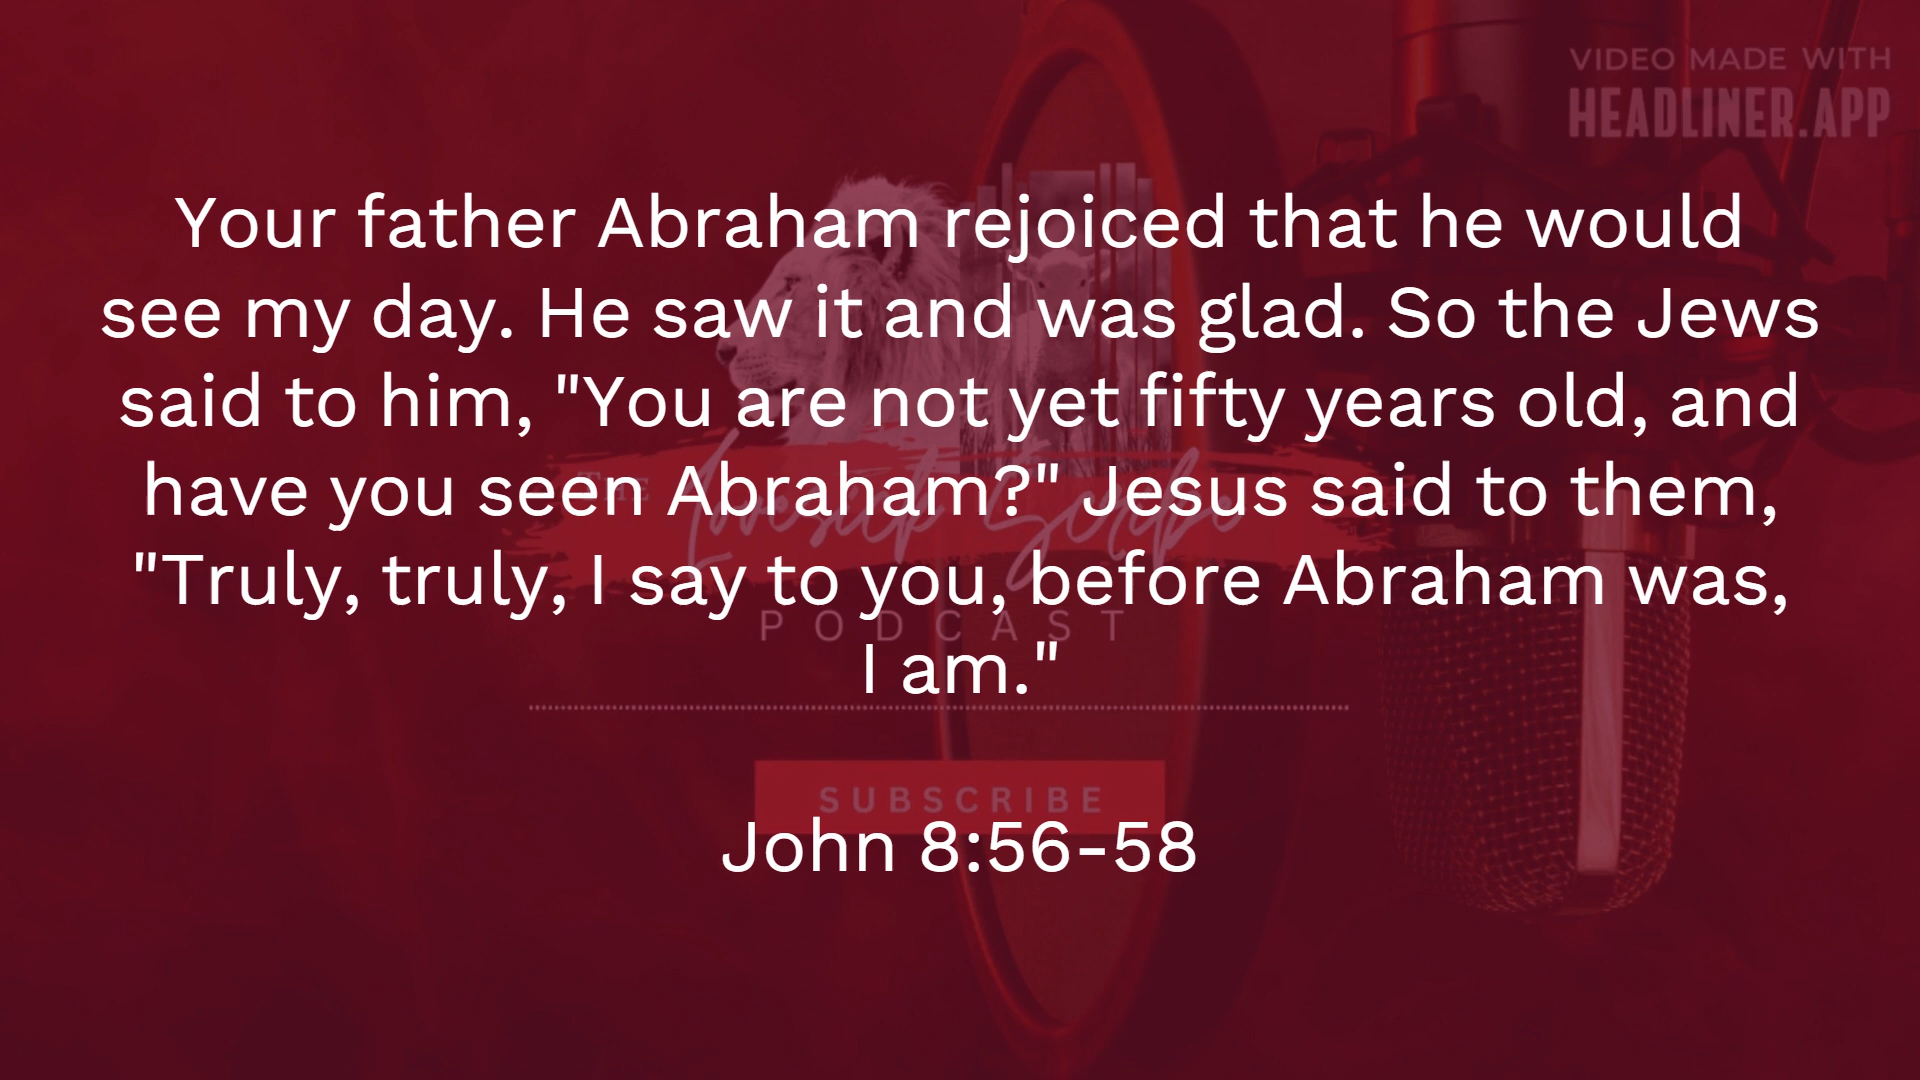 VIDEO MADE WITH
HEADLINER.APP
Your father Abraham rejoiced that he would
see my day. He saw it and was glad. So the Jews
said to him, "You are not yet fifty years old, and
have you seen Abraham?" Jesus said to them,
"Truly, truly, I say to you, before Abraham was,
I am."
THE
PODCAST
SUBSCRIBE
John 8:56-58